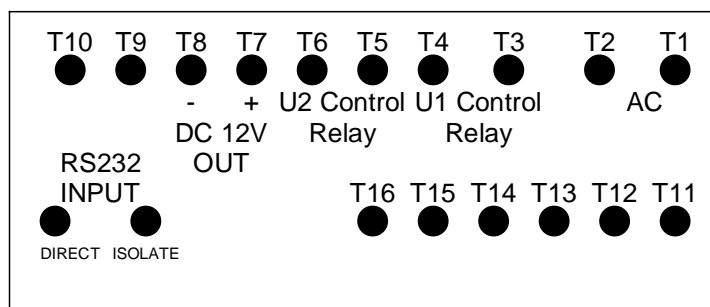 T10 T9 T8 T7 T6 T5 T4 T3 T2 T1
- + U2 Control U1 Control AC
DC 12V Relay Relay
RS232 OUT
INPUT T16 T15 T14 T13 T12 T11
DIRECT ISOLATE